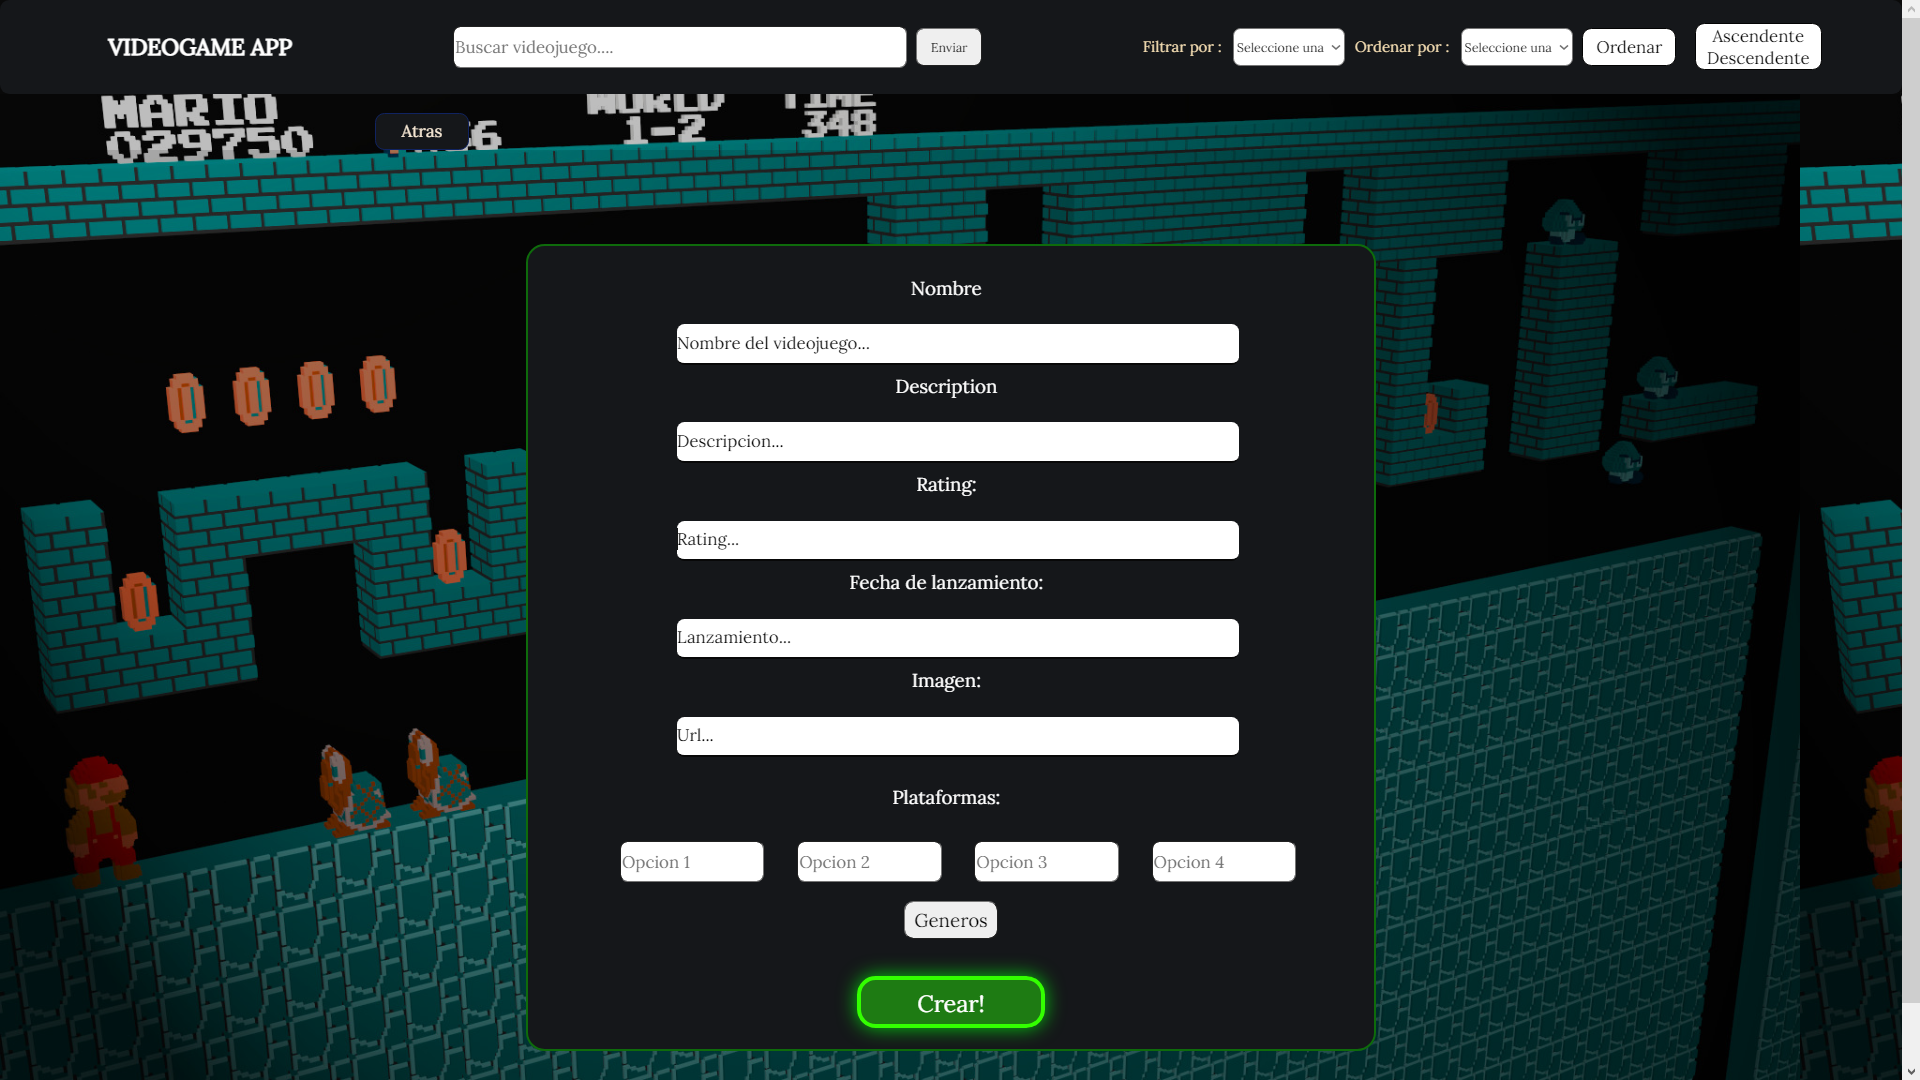 VIDEOGAME APP
Buscar videojuego....
Enviar
Filtrar por :
Seleccione una
Ordenar por :
Seleccione una
Ordenar
Ascendente
Descendente
MARIO
029750
WORLD
1-2
TIME
348
Atras
Nombre
Nombre del videojuego...
Description
Descripcion...
Rating:
Rating...
Fecha de lanzamiento:
Lanzamiento...
Imagen:
Url...
Plataformas:
Opcion 1
Opcion 2
Opcion 3
Opcion 4
Generos
Crear!